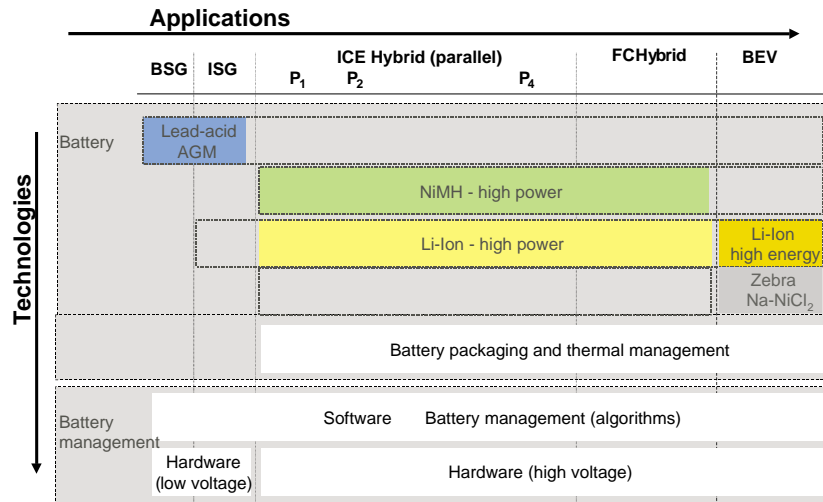 Applications
BSG ISG ICE Hybrid (parallel) FCHybrid BEV
P₁ P₂ P₄
Technologies
Battery
Lead-acid
AGM
NiMH - high power
Li-Ion - high power
Li-Ion
high energy
Zebra
Na-NiCl₂
Battery packaging and thermal management
Battery
management
Software Battery management (algorithms)
Hardware
(low voltage)
Hardware (high voltage)